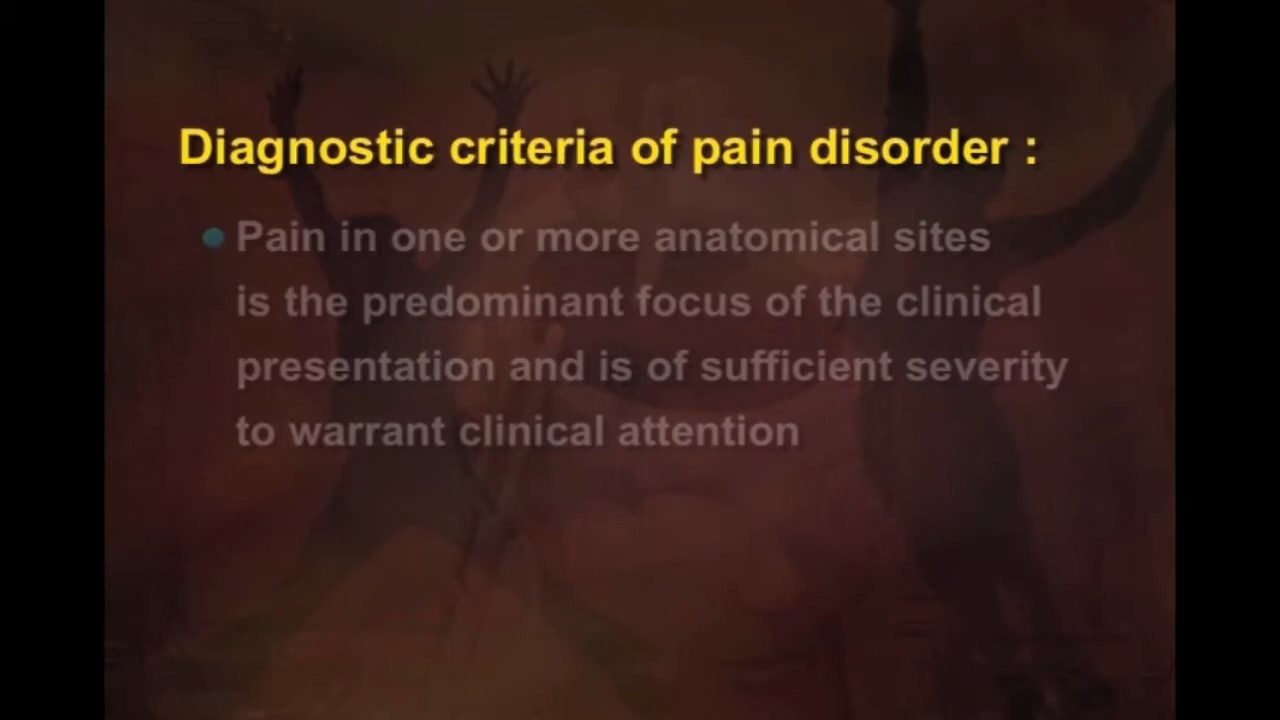 Diagnostic criteria of pain disorder :
• Pain in one or more anatomical sites
is the predominant focus of the clinical
presentation and is of sufficient severity
to warrant clinical attention